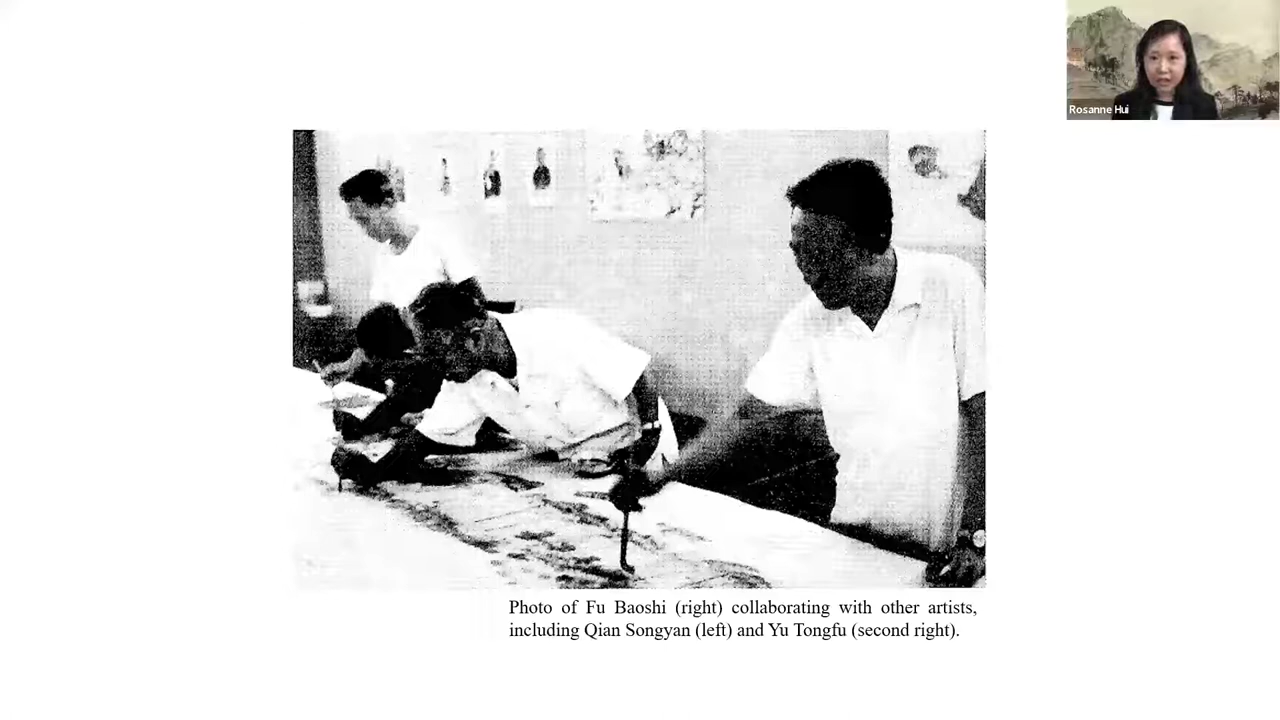 Rosanne Hui
Photo of Fu Baoshi (right) collaborating with other artists,
including Qian Songyan (left) and Yu Tongfu (second right).